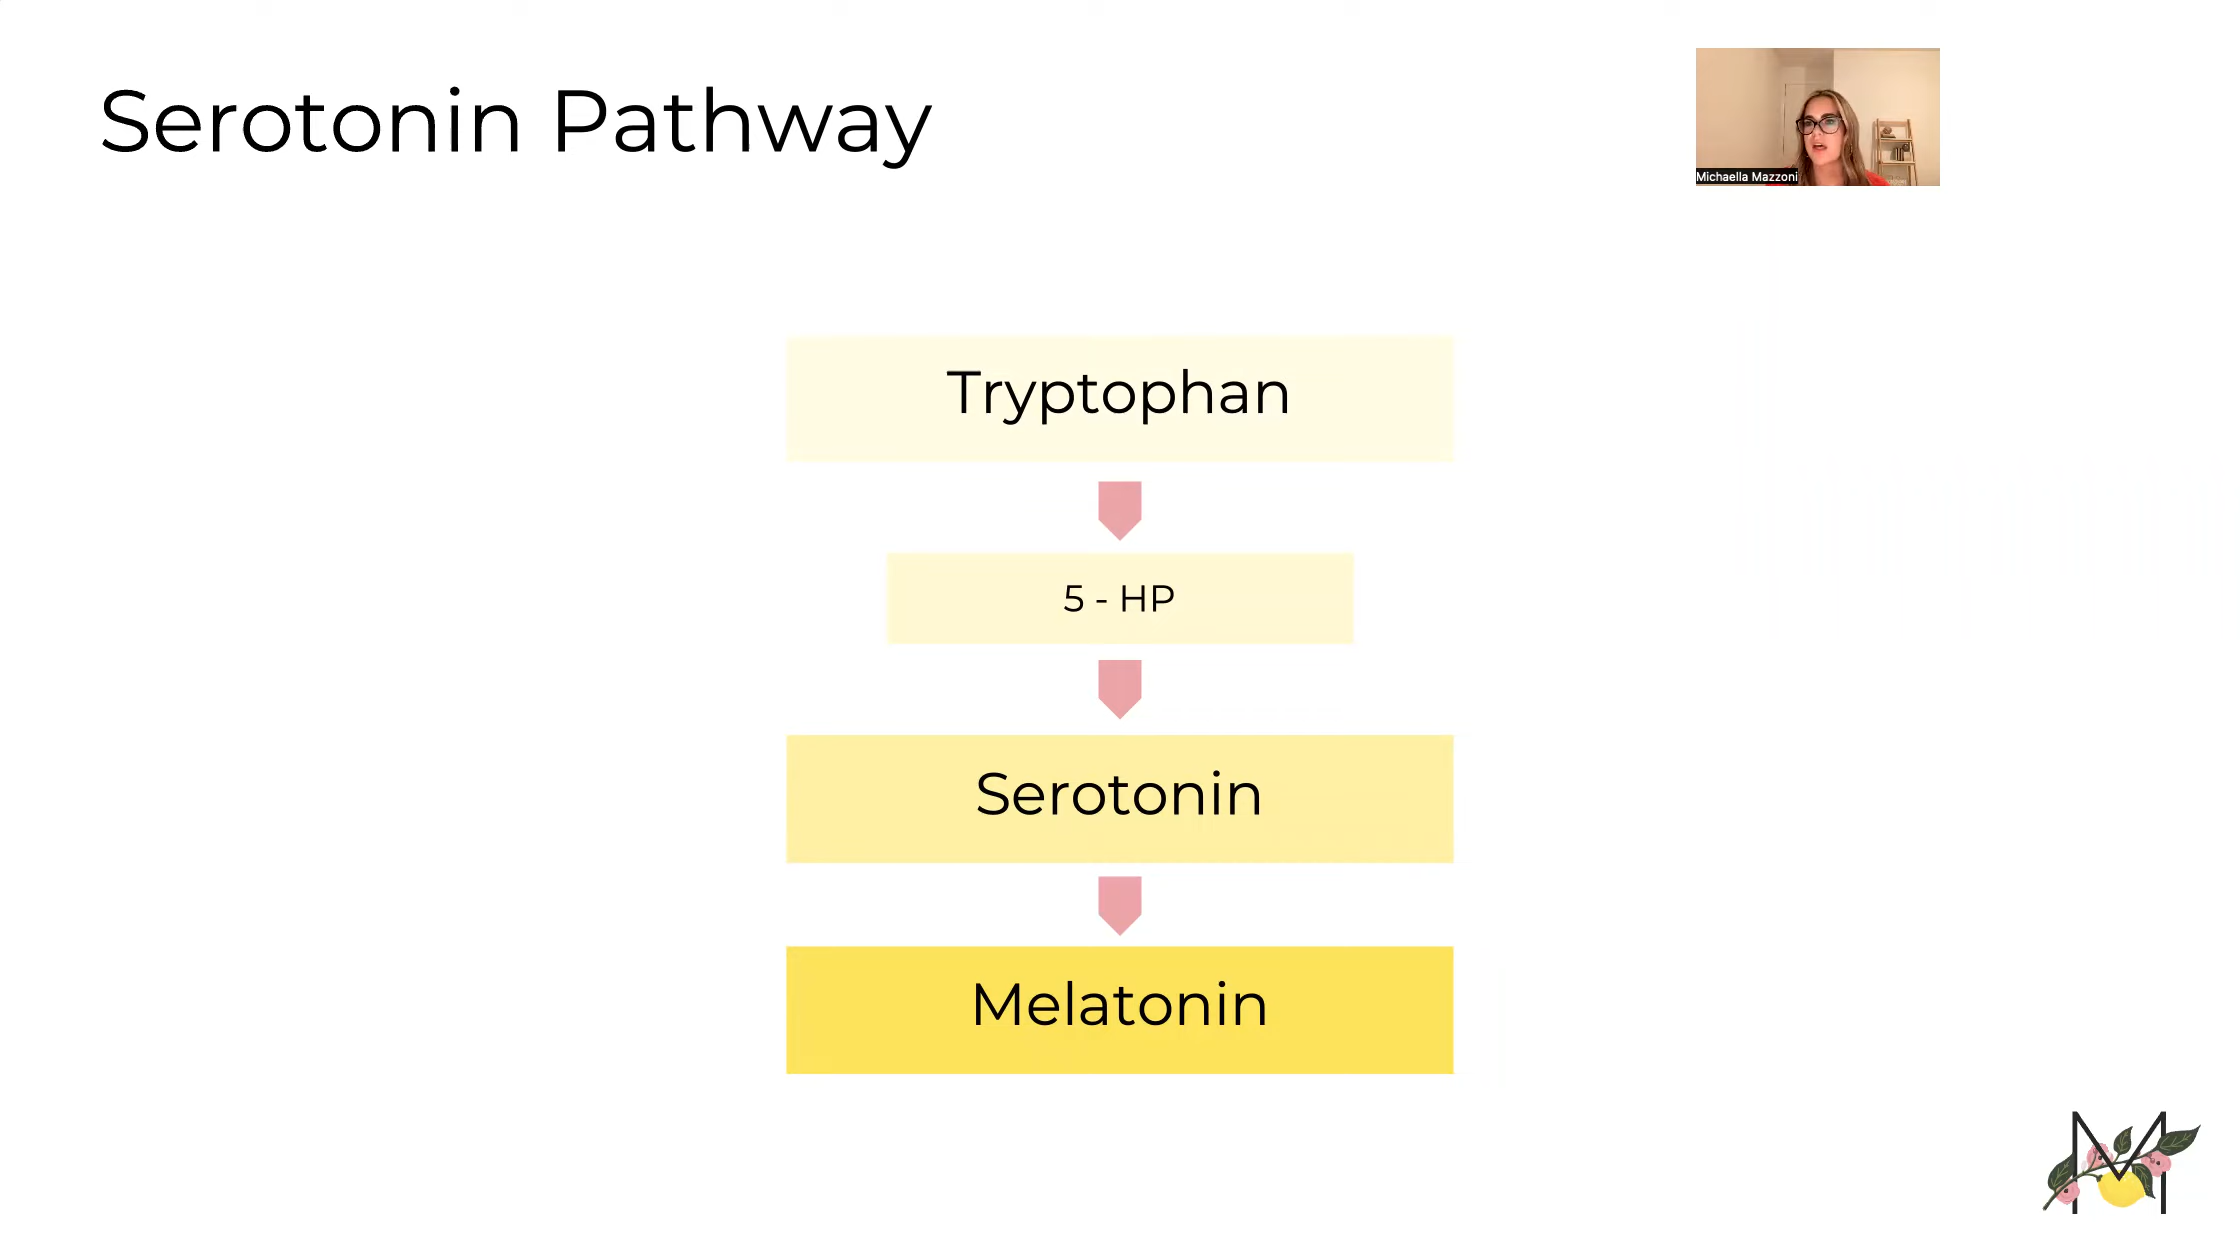 Serotonin Pathway
Michaella Mazzoni
Tryptophan
5 - HP
Serotonin
Melatonin
M